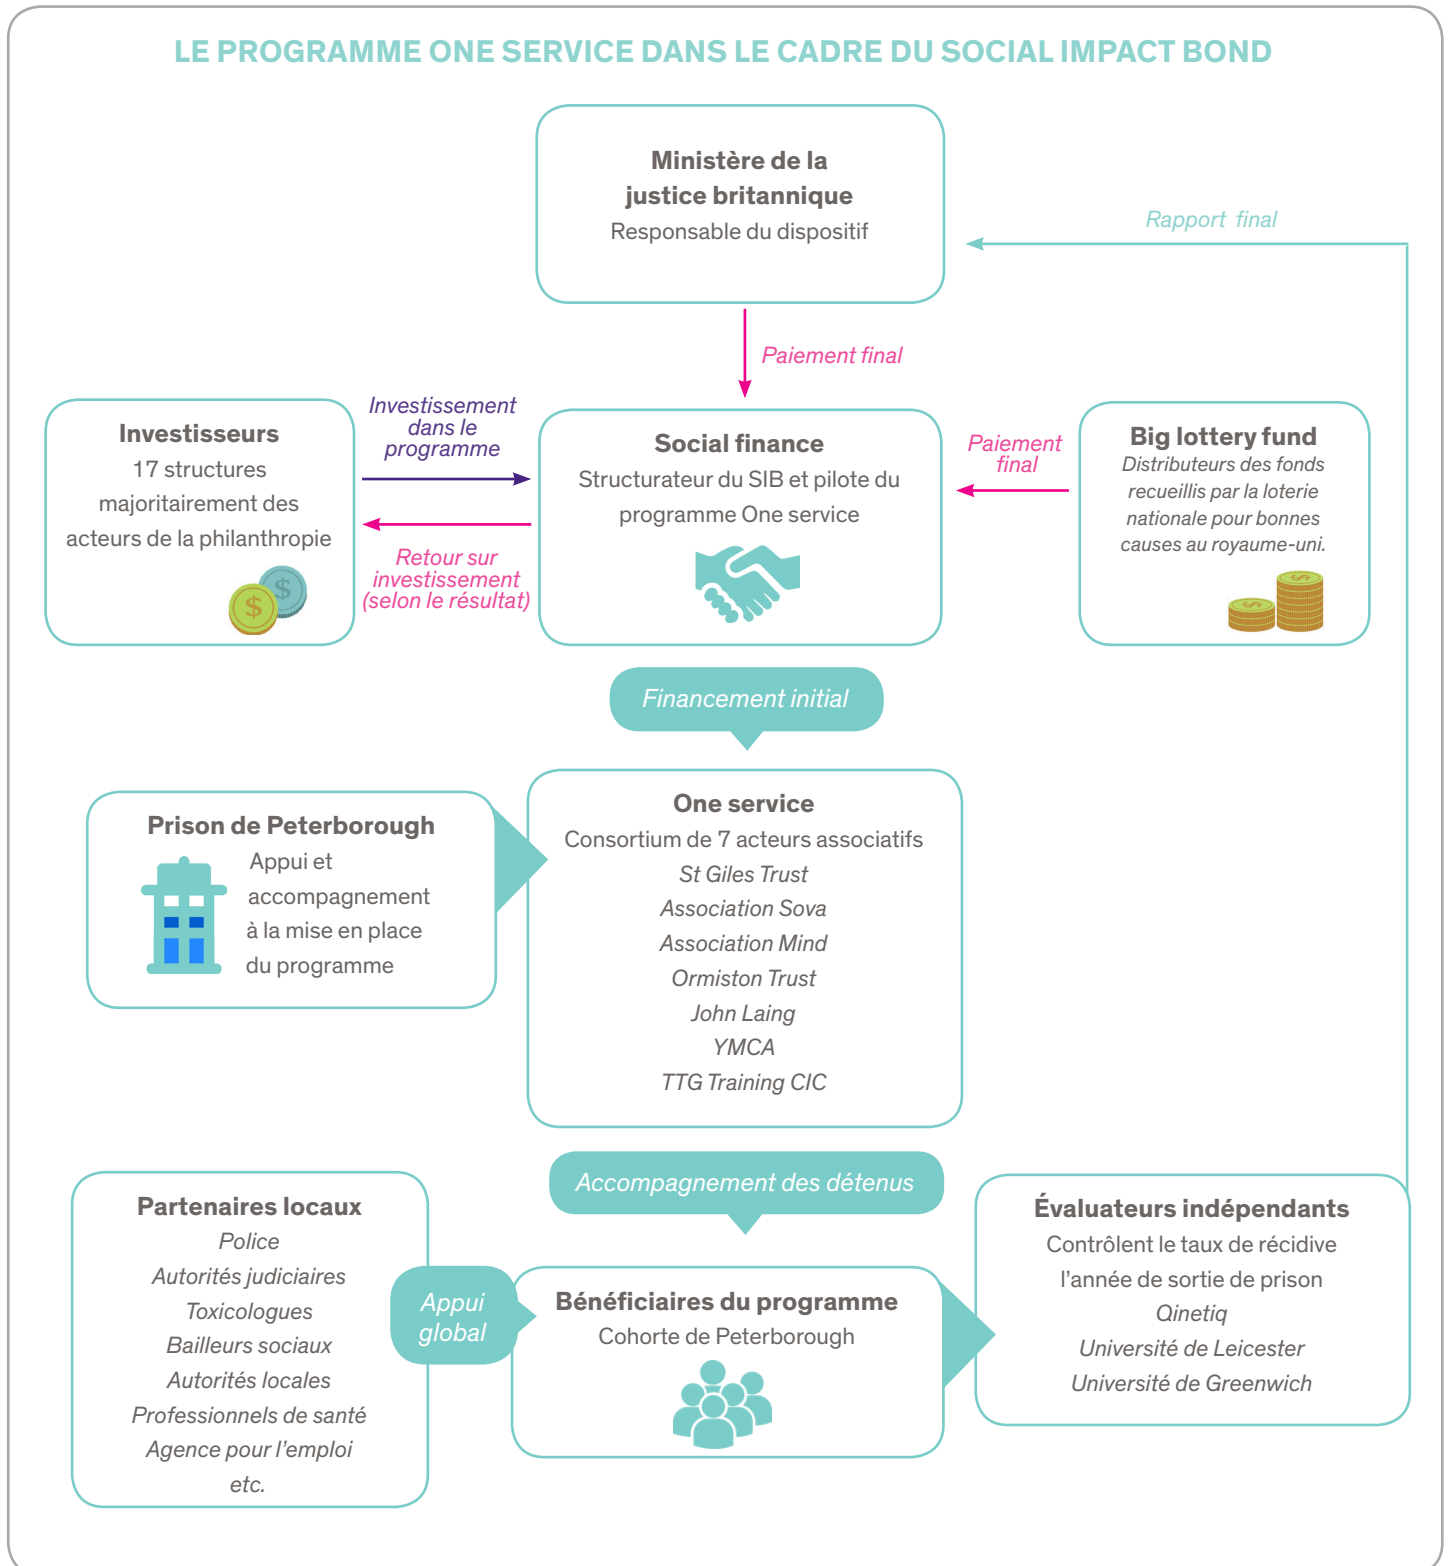 LE PROGRAMME ONE SERVICE DANS LE CADRE DU SOCIAL IMPACT BOND
Ministère de la
justice britannique
Responsable du dispositif
Rapport final
Paiement final
Investisseurs
17 structures
majoritairement des
acteurs de la philanthropie
$
$
Investissement
dans le
programme
Retour sur
investissement
(selon le résultat)
Social finance
Structurateur du SIB et pilote du
programme One service
Paiement
final
Big lottery fund
Distributeurs des fonds
recueillis par la loterie
nationale pour bonnes
causes au royaume-uni.
$
$
Financement initial
Prison de Peterborough
Appui et
accompagnement
à la mise en place
du programme
One service
Consortium de 7 acteurs associatifs
St Giles Trust
Association Sova
Association Mind
Ormiston Trust
John Laing
YMCA
TTG Training CIC
Accompagnement des détenus
Partenaires locaux
Police
Autorités judiciaires
Toxicologues
Bailleurs sociaux
Autorités locales
Professionnels de santé
Agence pour l'emploi
etc.
Appui
global
Bénéficiaires du programme
Cohorte de Peterborough
Évaluateurs indépendants
Contrôlent le taux de récidive
l'année de sortie de prison
Qinetiq
Université de Leicester
Université de Greenwich